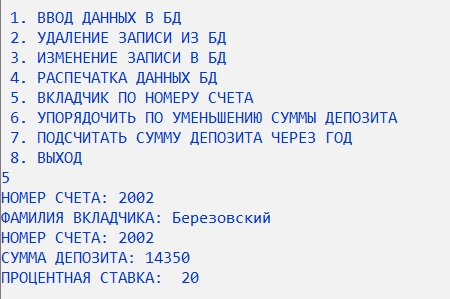 1. ВВОД ДАННЫХ В БД
2. УДАЛЕНИЕ ЗАПИСИ ИЗ БД
3. ИЗМЕНЕНИЕ ЗАПИСИ В БД
4. РАСПЕЧАТКА ДАННЫХ БД
5. ВКЛАДЧИК ПО НОМЕРУ СЧЕТА
6. УПОРЯДОЧИТЬ ПО УМЕНЬШЕНИЮ СУММЫ ДЕПОЗИТА
7. ПОДСЧИТАТЬ СУММУ ДЕПОЗИТА ЧЕРЕЗ ГОД
8. ВЫХОД
5
НОМЕР СЧЕТА: 2002
ФАМИЛИЯ ВКЛАДЧИКА: Березовский
НОМЕР СЧЕТА: 2002
СУММА ДЕПОЗИТА: 14350
ПРОЦЕНТНАЯ СТАВКА:  20